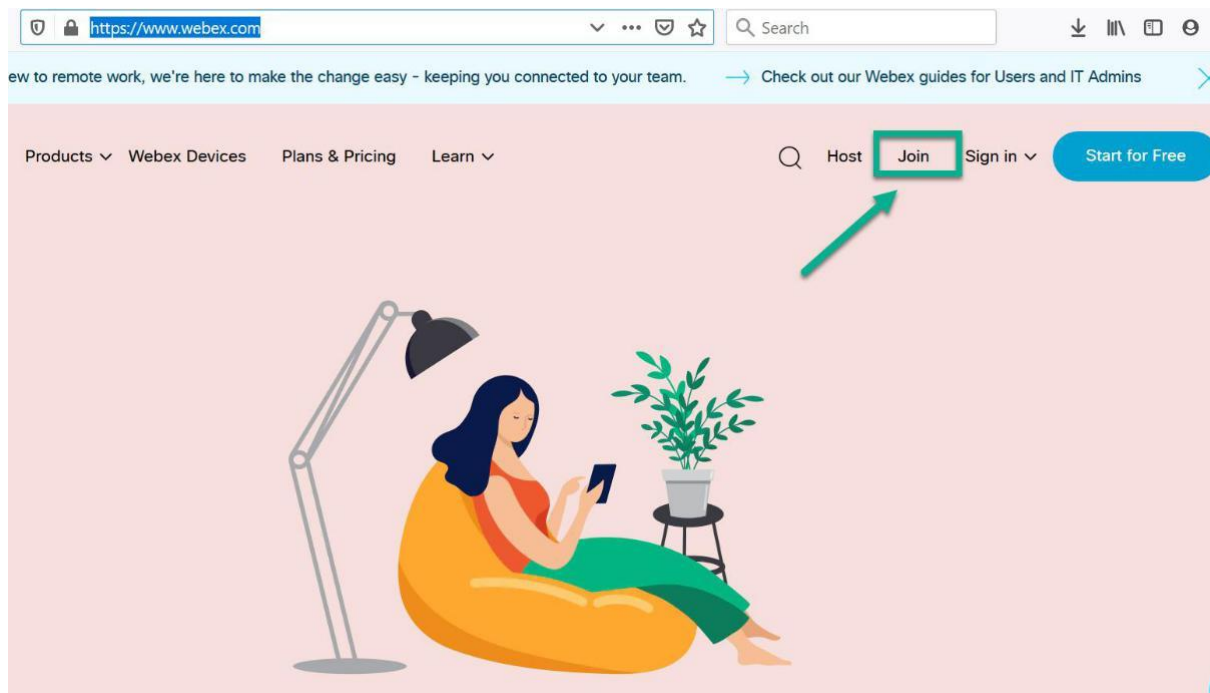 https://www.webex.com
Search
ew to remote work, we're here to make the change easy - keeping you connected to your team. → Check out our Webex guides for Users and IT Admins
Products Webex Devices Plans & Pricing Learn Host Join Sign in Start for Free